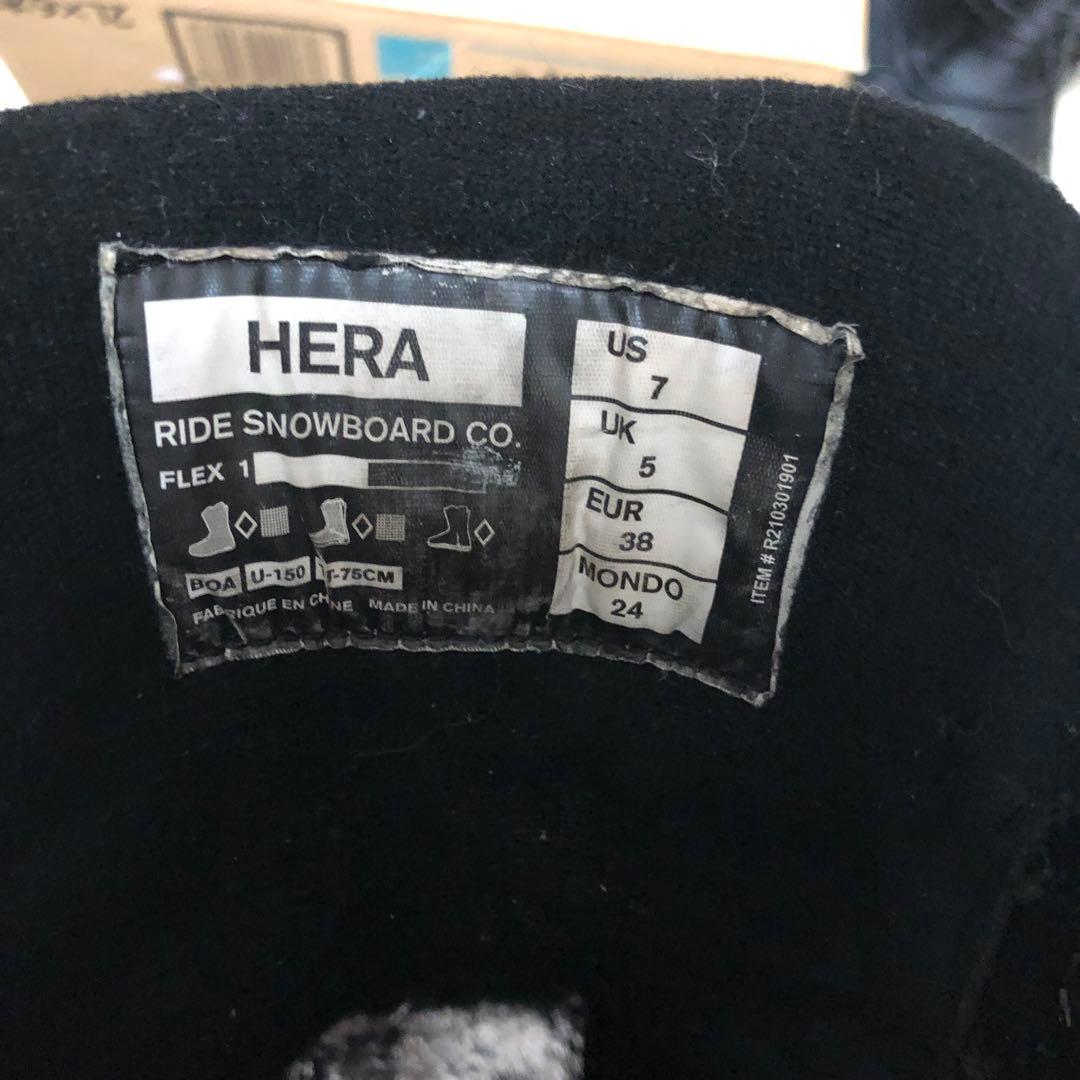 HERA
RIDE SNOWBOARD CO.
FLEX 1
BOA U-150 T-75CM
FABRIQUE EN CHINE MADE IN CHINA
US
7
UK
5
EUR
38
MONDO
24
ITEM # R210301901